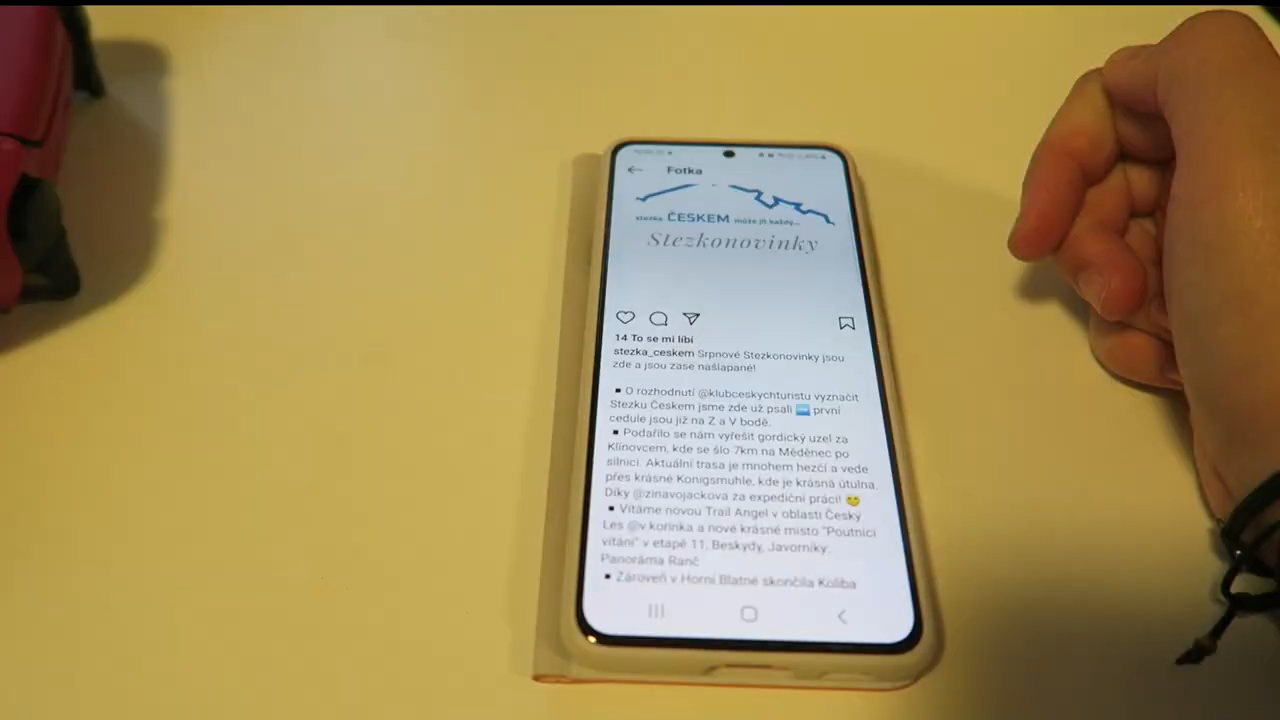 Fotka
stezka ČESKEM může jít každý...
Stezkonovinky
14 To se mi líbí
stezka_ceskem Srpnové Stezkonovinky jsou
zde a jsou zase našlapané!
▪ O rozhodnutí @klubceskychturistu vyznačit
Stezku Českem jsme zde už psali ➡️ první
cedule jsou již na Z a V bodě.
▪ Podařilo se nám vyřešit gordický uzel za
Klínovcem, kde se šlo 7km na Měděnec po
silnici. Aktuální trasa je mnohem hezčí a vede
přes krásné Konigsmuhle, kde je krásná útulna.
Díky @zinavojackova za expediční práci! 😊
▪ Vítáme novou Trail Angel v oblasti Český
Les @v.korinka a nové krásné místo "Poutníci
vítáni" v etapě 11, Beskydy, Javorníky:
Panoráma Ranč
▪ Zároveň v Horní Blatné skončila Koliba